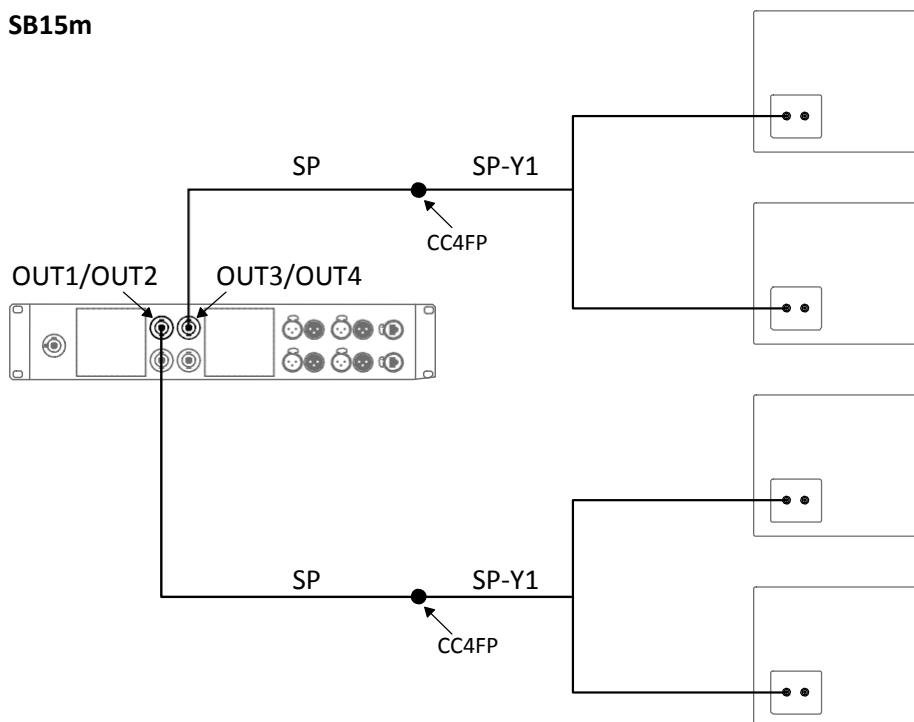 SB15m
SP
SP-Y1
CC4FP
OUT1/OUT2
OUT3/OUT4
SP
SP-Y1
CC4FP